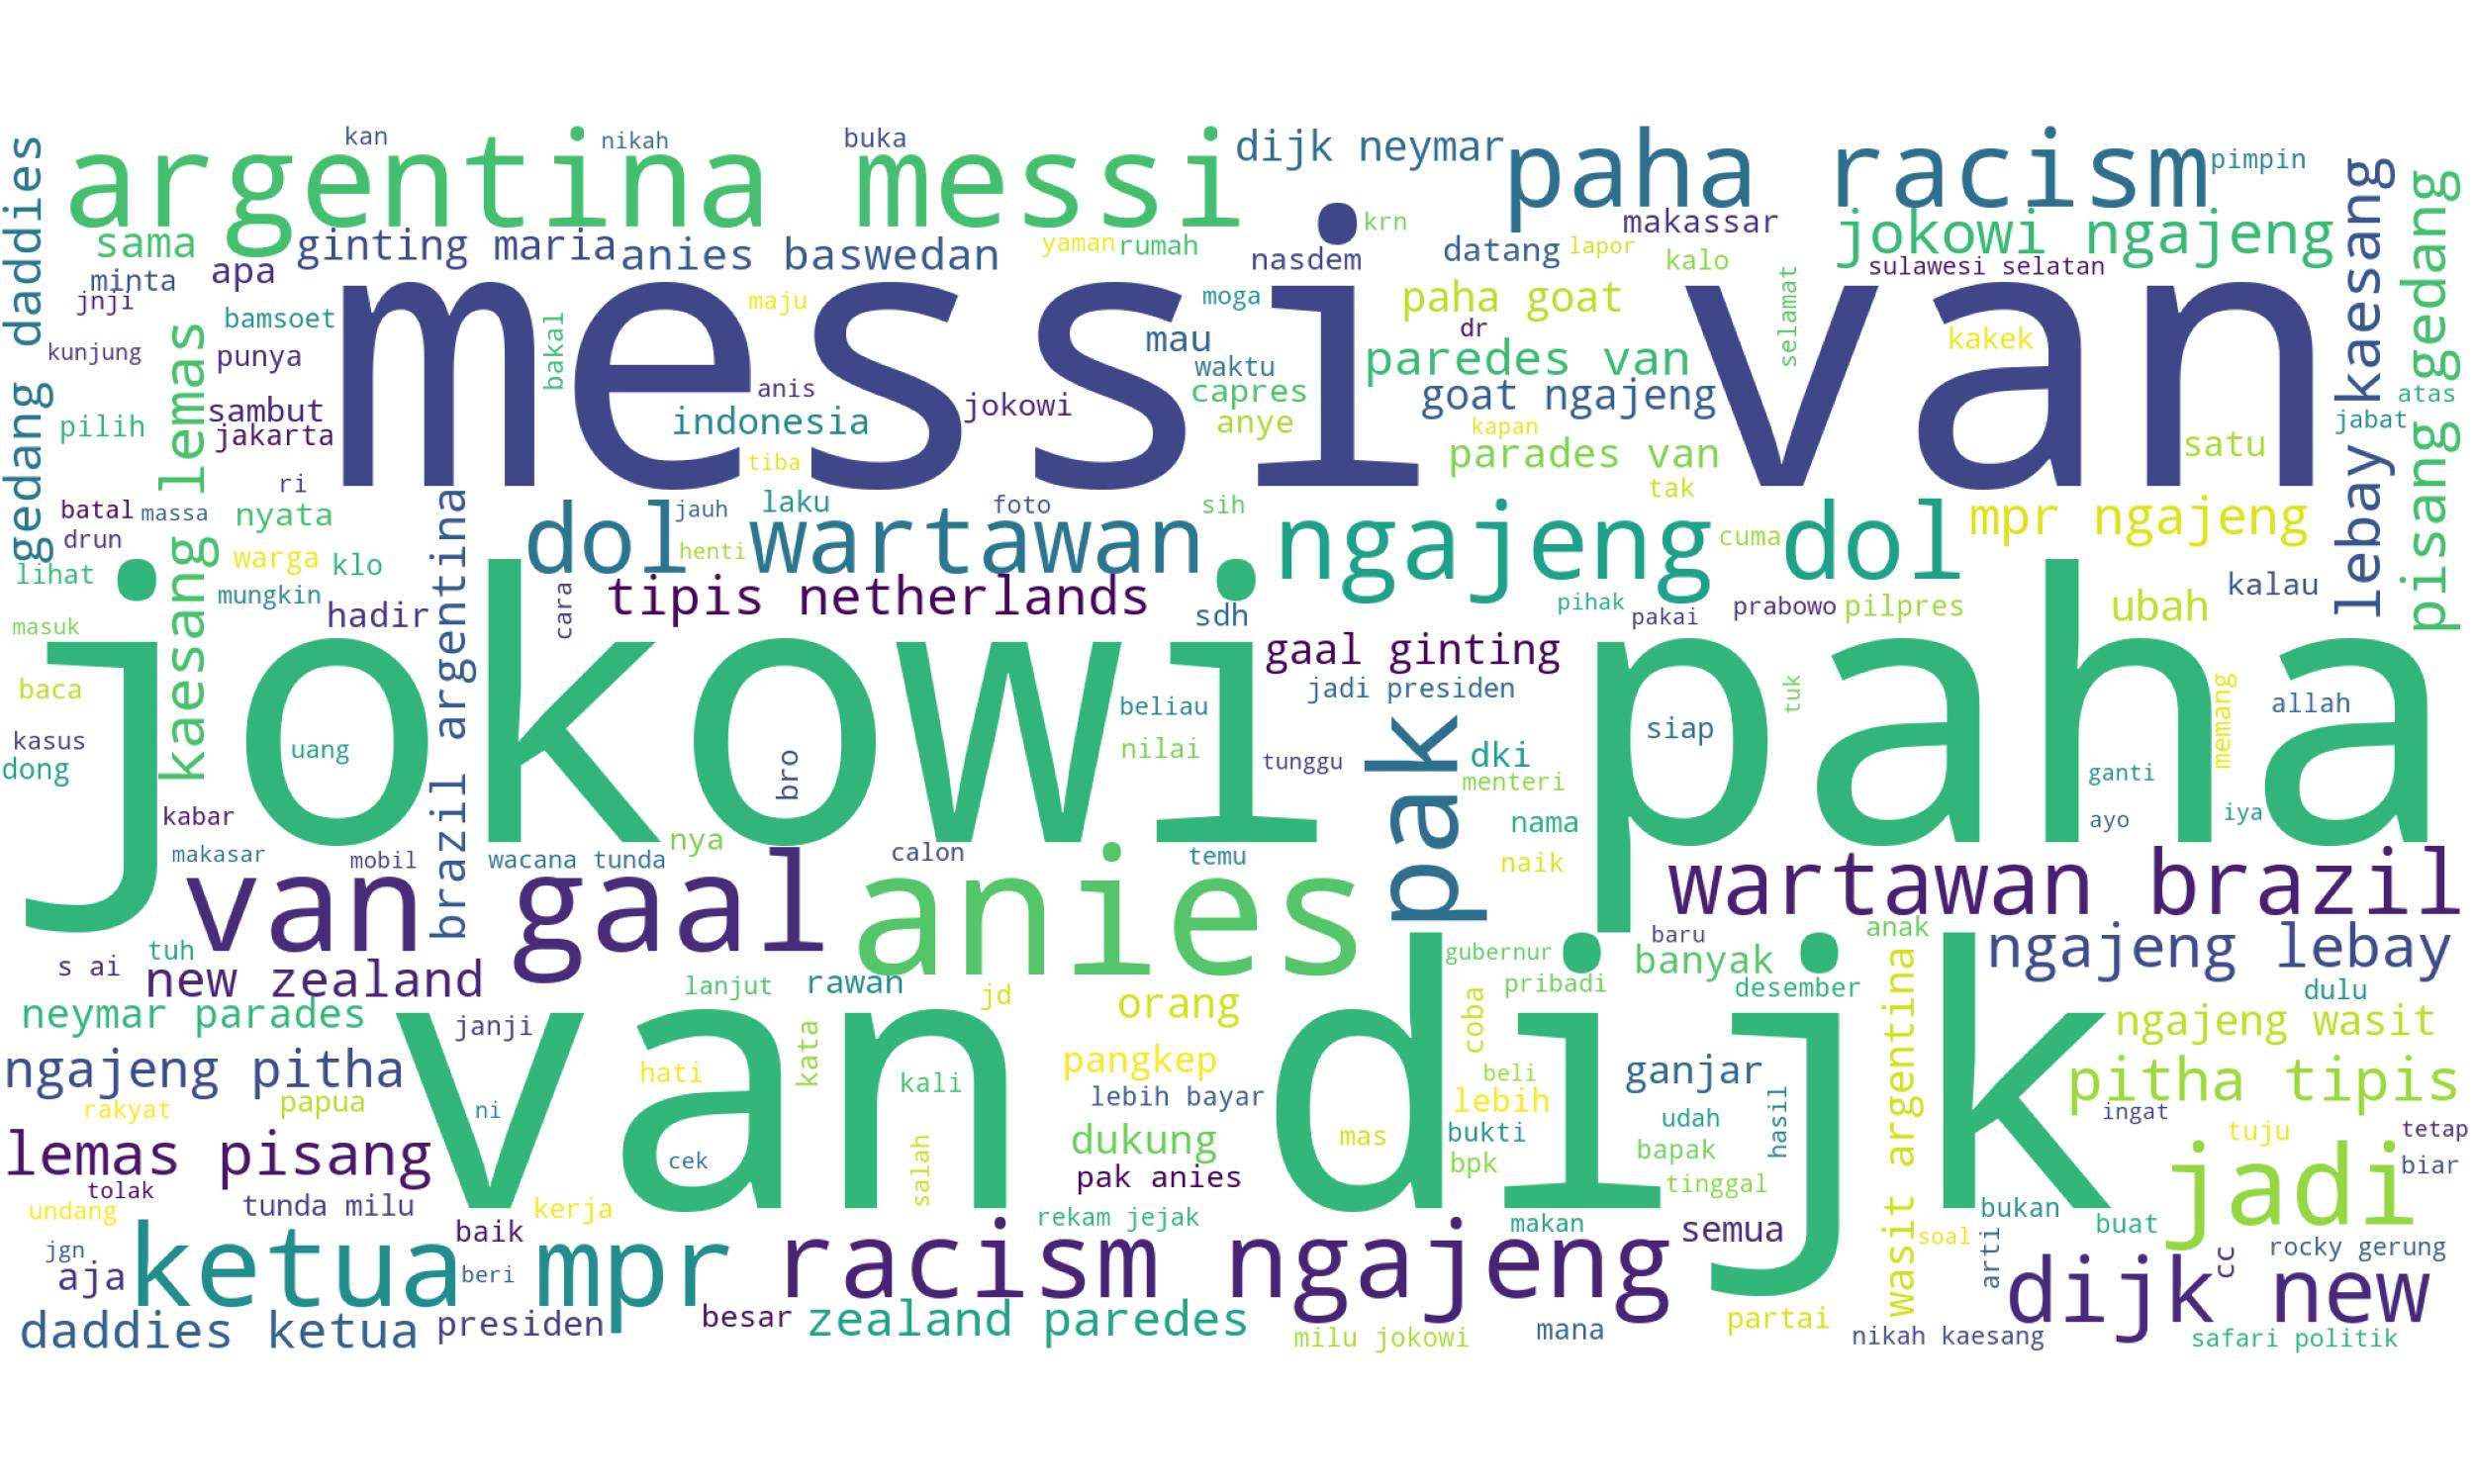 kan
nikah
buka
argentina messi
dijk neymar
paha racism
pimpin
gedang daddies
lebay kaesang
pisang gedang
sama
ginting maria
anies baswedan
yaman
rumah
nasdem
krn
makassar
datang
lapor
kalo
jokowi ngajeng
sulawesi selatan
minta
apa
jnji
bamsoet
kunjung
punya
kaesang lemas
messi van
maju
bakal
moga
mau
waktu
paha goat
dr
paredes van
selamat
kakek
anis
indonesia
jokowi
capres
anye
goat ngajeng
kapan
parades van
satu
atas
jabat
pilih
sambut
jakarta
tiba
tak
ri
batal
massa
nyata
drun
warga
klo
lihat
mungkin
hadir
masuk
brazil argentina
dol wartawan
jauh
laku
henti
foto
sih
ngajeng dol
cuma
mpr ngajeng
tipis netherlands
cara
sdh
pihak
pakai
prabowo
pilpres
ubah
kalau
jokowi paha
gaal ginting
jadi presiden
baca
kasus
dong
uang
bro
beliau
nilai
tunggu
pak
dki
menteri
siap
tuk
allah
memang
ganti
ayo
iya
kabar
makasar
mobil
wacana tunda
nya
calon
temu
nama
naik
van gaal
anies
wartawan brazil
tuh
s ai
new zealand
lanjut
rawan
jd
gubernur
baru
anak
pribadi
banyak
desember
ngajeng lebay
dulu
neymar parades
janji
orang
coba
van dijk
wasit argentina
ngajeng wasit
ngajeng pitha
hati
kata
kali
pangkep
lebih bayar
beli
lebih
ganjar
pitha tipis
rakyat
papua
ni
udah
hasil
ingat
lemas pisang
cek
salah
dukung
mas
bukti
bpk
bapak
tuju
tetap
biar
tolak
pak anies
tinggal
jadi
undang
tunda milu
kerja
rekam jejak
makan
semua
bukan
buat
jgn
aja
ketua mpr
baik
beri
racism ngajeng
soal
arti
cc
rocky gerung
dijk new
daddies ketua
presiden
besar
zealand paredes
milu jokowi
mana
partai
nikah kaesang
safari politik